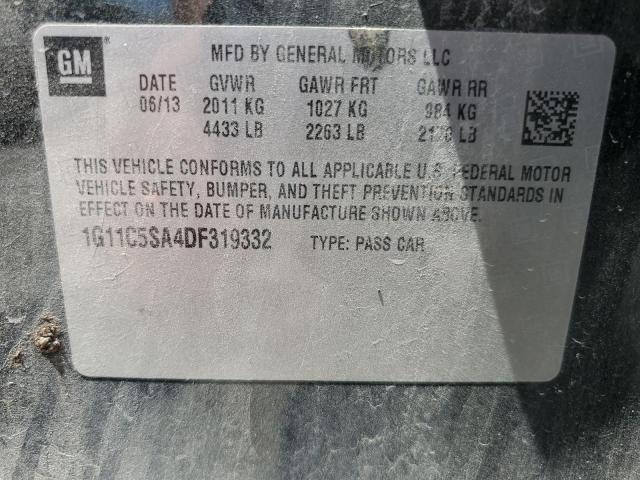 GM
MFD BY GENERAL MOTORS LLC
DATE GVWR GAWR FRT GAWR RR
06/13 2011 KG 1027 KG 984 KG
4433 LB 2263 LB 2170 LB
THIS VEHICLE CONFORMS TO ALL APPLICABLE U.S. FEDERAL MOTOR
VEHICLE SAFETY, BUMPER, AND THEFT PREVENTION STANDARDS IN
EFFECT ON THE DATE OF MANUFACTURE SHOWN ABOVE.
1G11C5SA4DF319332 TYPE: PASS CAR